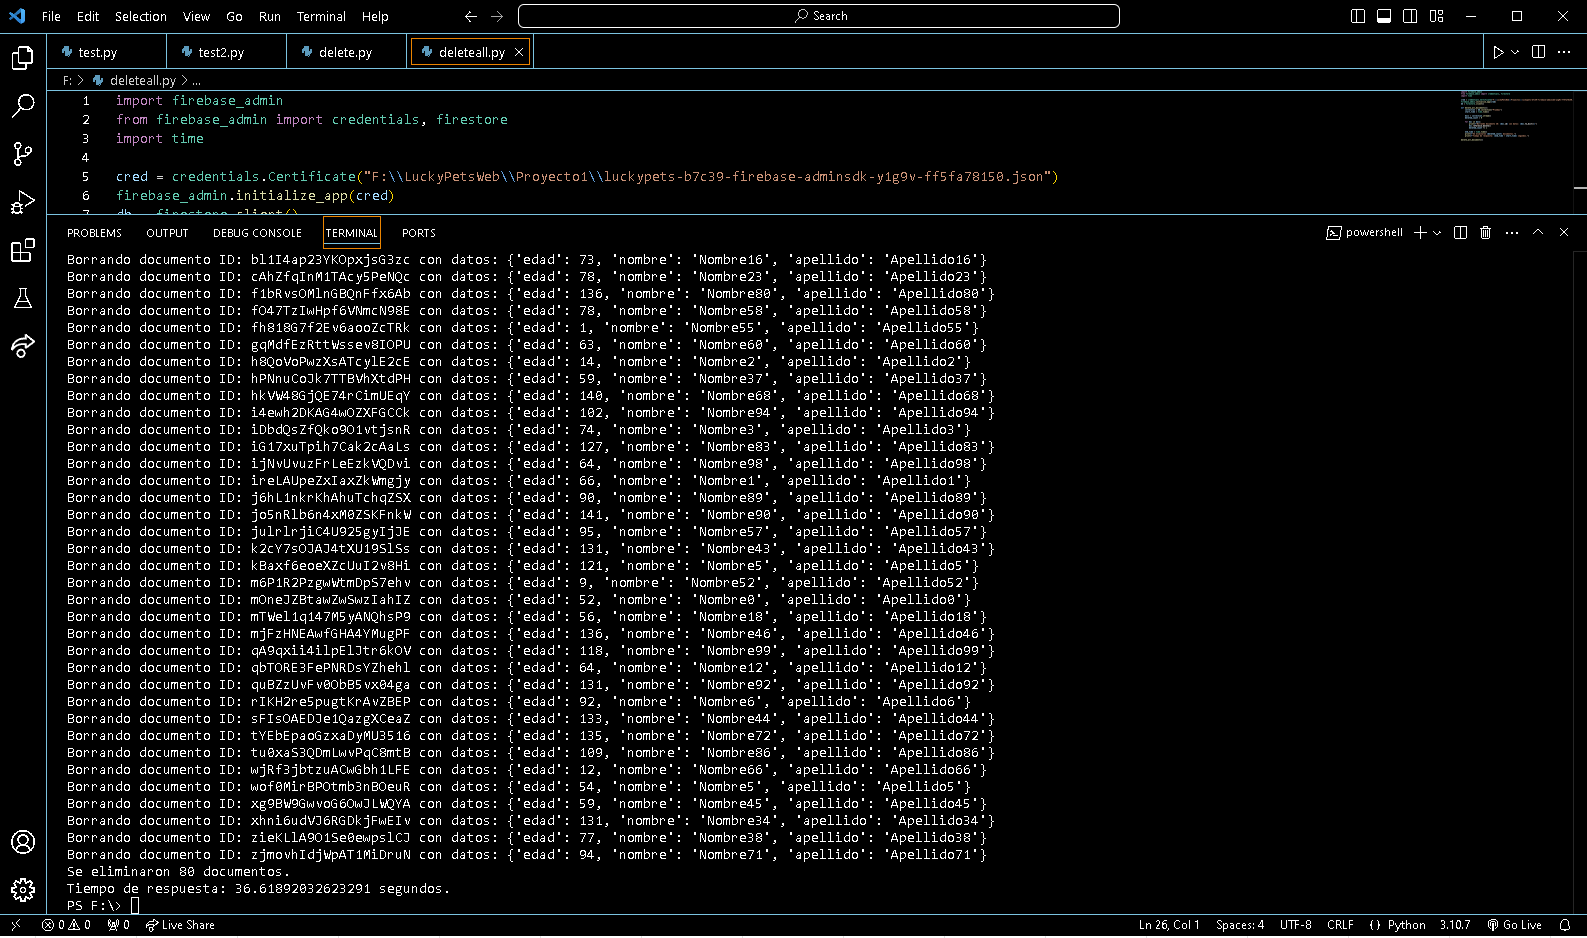 File Edit Selection View Go Run Terminal Help Search
test.py test2.py delete.py deleteall.py
F: > deleteall.py > ...
1 import firebase_admin
2 from firebase_admin import credentials, firestore
3 import time
4
5 cred = credentials.Certificate("F:\\LuckyPetsWeb\\Proyecto1\\luckypets-b7c39-firebase-adminsdk-y1g9v-ff5fa78150.json")
6 firebase_admin.initialize_app(cred)
7 db = firestore.client()
PROBLEMS OUTPUT DEBUG CONSOLE TERMINAL PORTS powershell
Borrando documento ID: bl1I4ap23YKOpxjsG3zc con datos: {'edad': 73, 'nombre': 'Nombre16', 'apellido': 'Apellido16'}
Borrando documento ID: cAhZfqInM1TAcy5PeNQc con datos: {'edad': 78, 'nombre': 'Nombre23', 'apellido': 'Apellido23'}
Borrando documento ID: f1bRvsOMlnGBQnFfx6Ab con datos: {'edad': 136, 'nombre': 'Nombre80', 'apellido': 'Apellido80'}
Borrando documento ID: fO47TzIwHpf6VNmcN98E con datos: {'edad': 78, 'nombre': 'Nombre58', 'apellido': 'Apellido58'}
Borrando documento ID: fh818G7f2Ev6aooZcTRk con datos: {'edad': 1, 'nombre': 'Nombre55', 'apellido': 'Apellido55'}
Borrando documento ID: gqMdfEzRttWssev8IOPU con datos: {'edad': 63, 'nombre': 'Nombre60', 'apellido': 'Apellido60'}
Borrando documento ID: h8QoVoPwzXsATcylE2cE con datos: {'edad': 14, 'nombre': 'Nombre2', 'apellido': 'Apellido2'}
Borrando documento ID: hPNnuCoJk7TTBVhXtdPH con datos: {'edad': 59, 'nombre': 'Nombre37', 'apellido': 'Apellido37'}
Borrando documento ID: hkVW48GjQE74rCimUEqY con datos: {'edad': 140, 'nombre': 'Nombre68', 'apellido': 'Apellido68'}
Borrando documento ID: i4ewh2DKAG4wOZXFGCCk con datos: {'edad': 102, 'nombre': 'Nombre94', 'apellido': 'Apellido94'}
Borrando documento ID: iDbdQsZfQko9O1vtjsnR con datos: {'edad': 74, 'nombre': 'Nombre3', 'apellido': 'Apellido3'}
Borrando documento ID: iG17xuTpih7Cak2cAaLs con datos: {'edad': 127, 'nombre': 'Nombre83', 'apellido': 'Apellido83'}
Borrando documento ID: ijNvUvuzFrLeEzkVQDvi con datos: {'edad': 64, 'nombre': 'Nombre98', 'apellido': 'Apellido98'}
Borrando documento ID: ireLAUpeZxIaxZkWmgjy con datos: {'edad': 66, 'nombre': 'Nombre1', 'apellido': 'Apellido1'}
Borrando documento ID: j6hL1nkrKhAhuTchqZSX con datos: {'edad': 90, 'nombre': 'Nombre89', 'apellido': 'Apellido89'}
Borrando documento ID: jo5nRlb6n4xM0ZSKFnkW con datos: {'edad': 141, 'nombre': 'Nombre90', 'apellido': 'Apellido90'}
Borrando documento ID: julrlrjiC4U925gyIjJE con datos: {'edad': 95, 'nombre': 'Nombre57', 'apellido': 'Apellido57'}
Borrando documento ID: k2cY7sOJAJ4tXU19SlSs con datos: {'edad': 131, 'nombre': 'Nombre43', 'apellido': 'Apellido43'}
Borrando documento ID: kBaxf6eoeXZcUuI2v8Hi con datos: {'edad': 121, 'nombre': 'Nombre5', 'apellido': 'Apellido5'}
Borrando documento ID: m6P1R2PzgwWtmDpS7ehv con datos: {'edad': 9, 'nombre': 'Nombre52', 'apellido': 'Apellido52'}
Borrando documento ID: mOneJZBtawZwSwzIahIZ con datos: {'edad': 52, 'nombre': 'Nombre0', 'apellido': 'Apellido0'}
Borrando documento ID: mTWel1q147M5yANQhsP9 con datos: {'edad': 56, 'nombre': 'Nombre18', 'apellido': 'Apellido18'}
Borrando documento ID: mjFzHNEAwfGHA4YMugPF con datos: {'edad': 136, 'nombre': 'Nombre46', 'apellido': 'Apellido46'}
Borrando documento ID: qA9qxii4ilpElJtr6kOV con datos: {'edad': 118, 'nombre': 'Nombre99', 'apellido': 'Apellido99'}
Borrando documento ID: qbTORE3FePNRDsYZhehl con datos: {'edad': 64, 'nombre': 'Nombre12', 'apellido': 'Apellido12'}
Borrando documento ID: quBZzUvFv0ObB5vx04ga con datos: {'edad': 131, 'nombre': 'Nombre92', 'apellido': 'Apellido92'}
Borrando documento ID: rIKH2re5pugtKrAvZBEP con datos: {'edad': 92, 'nombre': 'Nombre6', 'apellido': 'Apellido6'}
Borrando documento ID: sFIsOAEDJe1QazgXCeaZ con datos: {'edad': 133, 'nombre': 'Nombre44', 'apellido': 'Apellido44'}
Borrando documento ID: tYEbEpaoGzxaDyMU3516 con datos: {'edad': 135, 'nombre': 'Nombre72', 'apellido': 'Apellido72'}
Borrando documento ID: tu0xaS3QDmLwvPqC8mtB con datos: {'edad': 109, 'nombre': 'Nombre86', 'apellido': 'Apellido86'}
Borrando documento ID: wjRf3jbtzuACwGbh1LFE con datos: {'edad': 12, 'nombre': 'Nombre66', 'apellido': 'Apellido66'}
Borrando documento ID: wof0MirBPOtmb3nBOeuR con datos: {'edad': 54, 'nombre': 'Nombre5', 'apellido': 'Apellido5'}
Borrando documento ID: xg9BW9GwvoG6OwJLWQYA con datos: {'edad': 59, 'nombre': 'Nombre45', 'apellido': 'Apellido45'}
Borrando documento ID: xhni6udVJ6RGDkjFwEIv con datos: {'edad': 131, 'nombre': 'Nombre34', 'apellido': 'Apellido34'}
Borrando documento ID: zieKLlA9O1Se0ewpslCJ con datos: {'edad': 77, 'nombre': 'Nombre38', 'apellido': 'Apellido38'}
Borrando documento ID: zjmovhIdjWpAT1MiDruN con datos: {'edad': 94, 'nombre': 'Nombre71', 'apellido': 'Apellido71'}
Se eliminaron 80 documentos.
Tiempo de respuesta: 36.61892032623291 segundos.
PS F:\>
0 0 0 Live Share Ln 26, Col 1 Spaces: 4 UTF-8 CRLF {} Python 3.10.7 Go Live